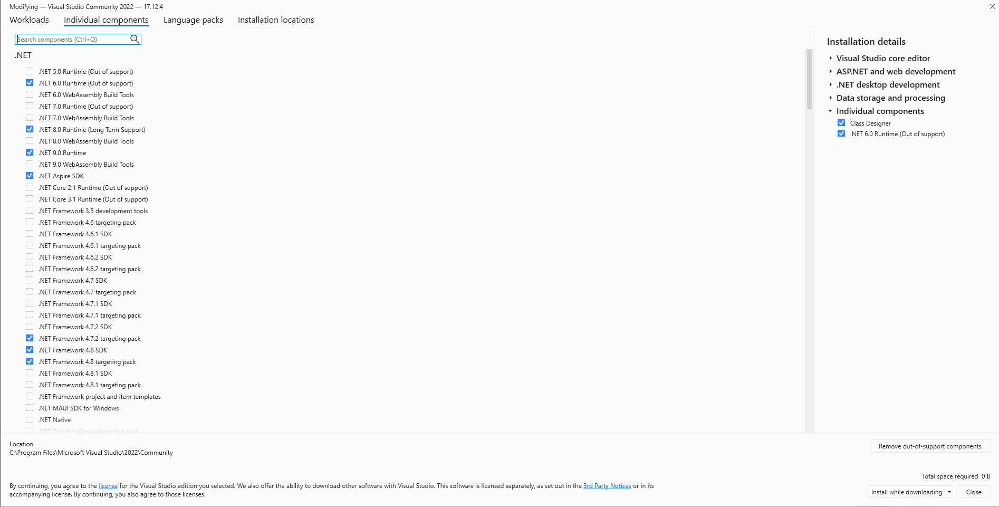 Modifying — Visual Studio Community 2022 — 17.12.4
Workloads
Individual components
Language packs
Installation locations
Search components (Ctrl+Q)
.NET
.NET 5.0 Runtime (Out of support)
.NET 6.0 Runtime (Out of support)
.NET 6.0 WebAssembly Build Tools
.NET 7.0 Runtime (Out of support)
.NET 7.0 WebAssembly Build Tools
.NET 8.0 Runtime (Long Term Support)
.NET 8.0 WebAssembly Build Tools
.NET 9.0 Runtime
.NET 9.0 WebAssembly Build Tools
.NET Aspire SDK
.NET Core 2.1 Runtime (Out of support)
.NET Core 3.1 Runtime (Out of support)
.NET Framework 3.5 development tools
.NET Framework 4.6 targeting pack
.NET Framework 4.6.1 SDK
.NET Framework 4.6.1 targeting pack
.NET Framework 4.6.2 SDK
.NET Framework 4.6.2 targeting pack
.NET Framework 4.7 SDK
.NET Framework 4.7 targeting pack
.NET Framework 4.7.1 SDK
.NET Framework 4.7.1 targeting pack
.NET Framework 4.7.2 SDK
.NET Framework 4.7.2 targeting pack
.NET Framework 4.8 SDK
.NET Framework 4.8 targeting pack
.NET Framework 4.8.1 SDK
.NET Framework 4.8.1 targeting pack
.NET Framework project and item templates
.NET MAUI SDK for Windows
.NET Native
.NET Portable Library targeting pack
Installation details
Visual Studio core editor
ASP.NET and web development
.NET desktop development
Data storage and processing
Individual components
Class Designer
.NET 6.0 Runtime (Out of support)
Location
C:\Program Files\Microsoft Visual Studio\2022\Community
Remove out-of-support components
Total space required 0 B
By continuing, you agree to the license for the Visual Studio edition you selected. We also offer the ability to download other software with Visual Studio. This software is licensed separately, as set out in the 3rd Party Notices or in its
accompanying license. By continuing, you also agree to those licenses.
Install while downloading
Close